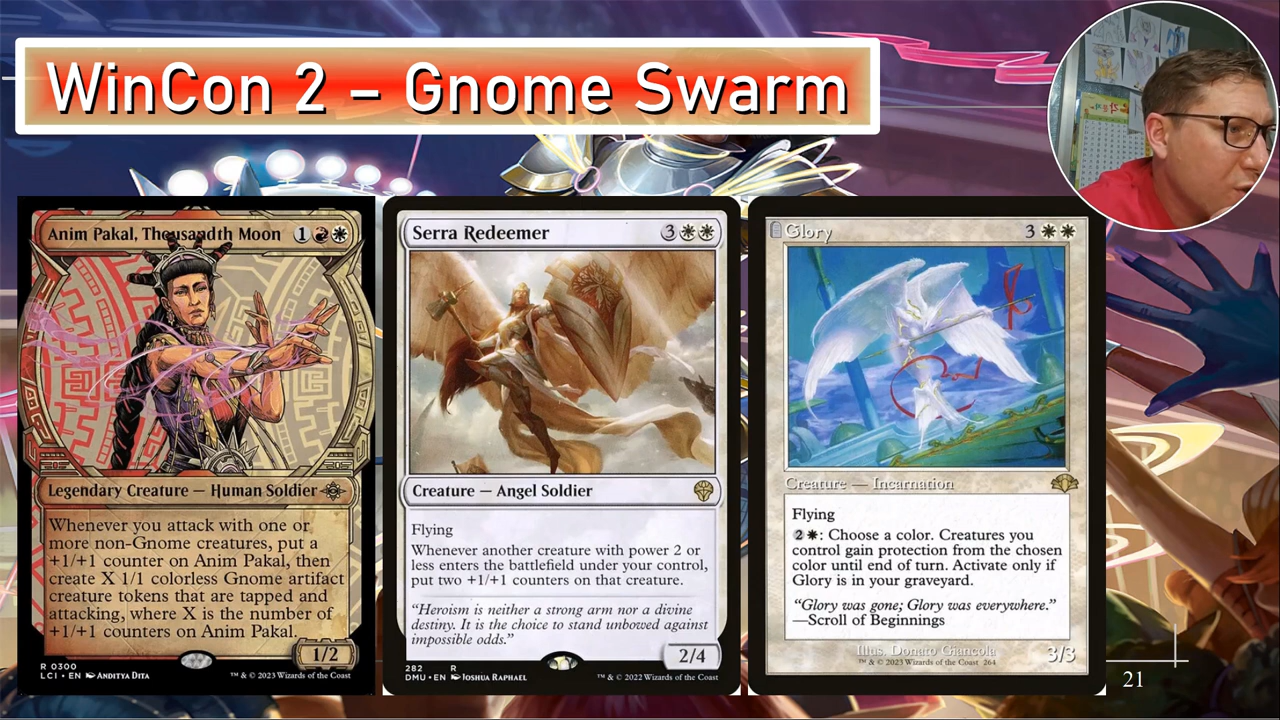 WinCon 2 – Gnome Swarm
Anim Pakal, Thousandth Moon 1
Legendary Creature — Human Soldier
Whenever you attack with one or
more non-Gnome creatures, put a
+1/+1 counter on Anim Pakal, then
create X 1/1 colorless Gnome artifact
creature tokens that are tapped and
attacking, where X is the number of
+1/+1 counters on Anim Pakal.
1/2
R 0300
LCI • EN Anditya Dita
™ & © 2023 Wizards of the Coast
Serra Redeemer 3
Creature — Angel Soldier
Flying
Whenever another creature with power 2 or
less enters the battlefield under your control,
put two +1/+1 counters on that creature.
“Heroism is neither a strong arm nor a divine
destiny. It is the choice to stand unbowed against
impossible odds.”
2/4
282 R
DMU • EN Joshua Raphael
™ & © 2022 Wizards of the Coast
Glory 3
Creature — Incarnation
Flying
2: Choose a color. Creatures you
control gain protection from the chosen
color until end of turn. Activate only if
Glory is in your graveyard.
“Glory was gone; Glory was everywhere.”
—Scroll of Beginnings
Illus. Donato Giancola
™ & © 2023 Wizards of the Coast 264
3/3
21